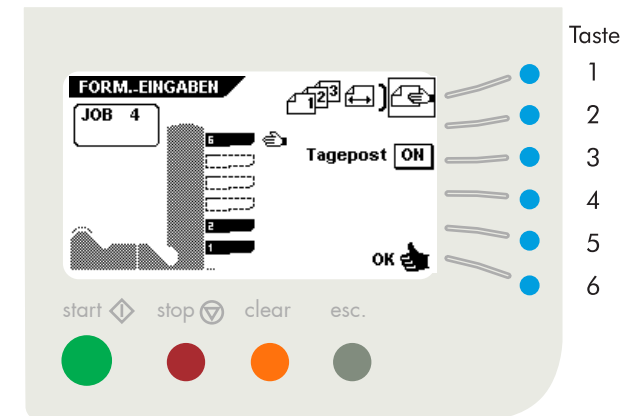 Taste
FORM.-EINGABEN
123
1
JOB 4
2
6
Tagepost ON
3
4
2
5
1
OK
6
start stop clear esc.